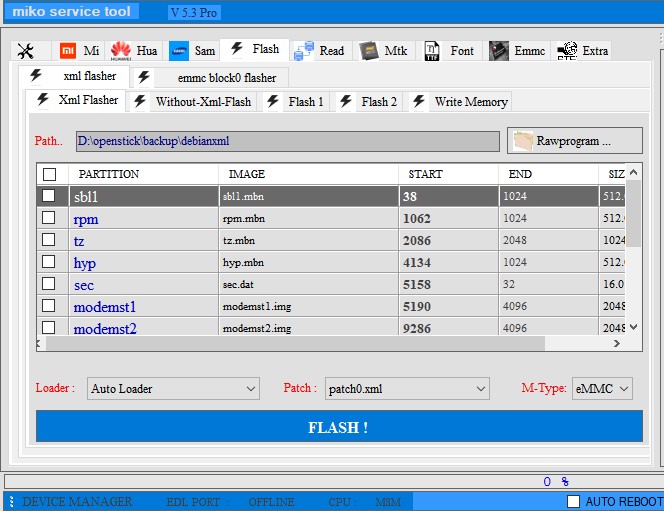 miko service tool V 5.3 Pro
Mi Hua Sam Flash Read Mtk Font Emmc Extra
xml flasher emmc block0 flasher
Xml Flasher Without-Xml-Flash Flash 1 Flash 2 Write Memory
Path.. D:\openstick\backup\debianxml Rawprogram ...
PARTITION IMAGE START END SIZ
sbl1 sbl1.mbn 38 1024 512.
rpm rpm.mbn 1062 1024 512.
tz tz.mbn 2086 2048 1024
hyp hyp.mbn 4134 1024 512.
sec sec.dat 5158 32 16.0
modemst1 modemst1.img 5190 4096 2048
modemst2 modemst2.img 9286 4096 2048
Loader : Auto Loader Patch : patch0.xml M-Type: eMMC
FLASH !
0 %
DEVICE MANAGER EDL PORT : OFFLINE CPU : MSM AUTO REBOOT